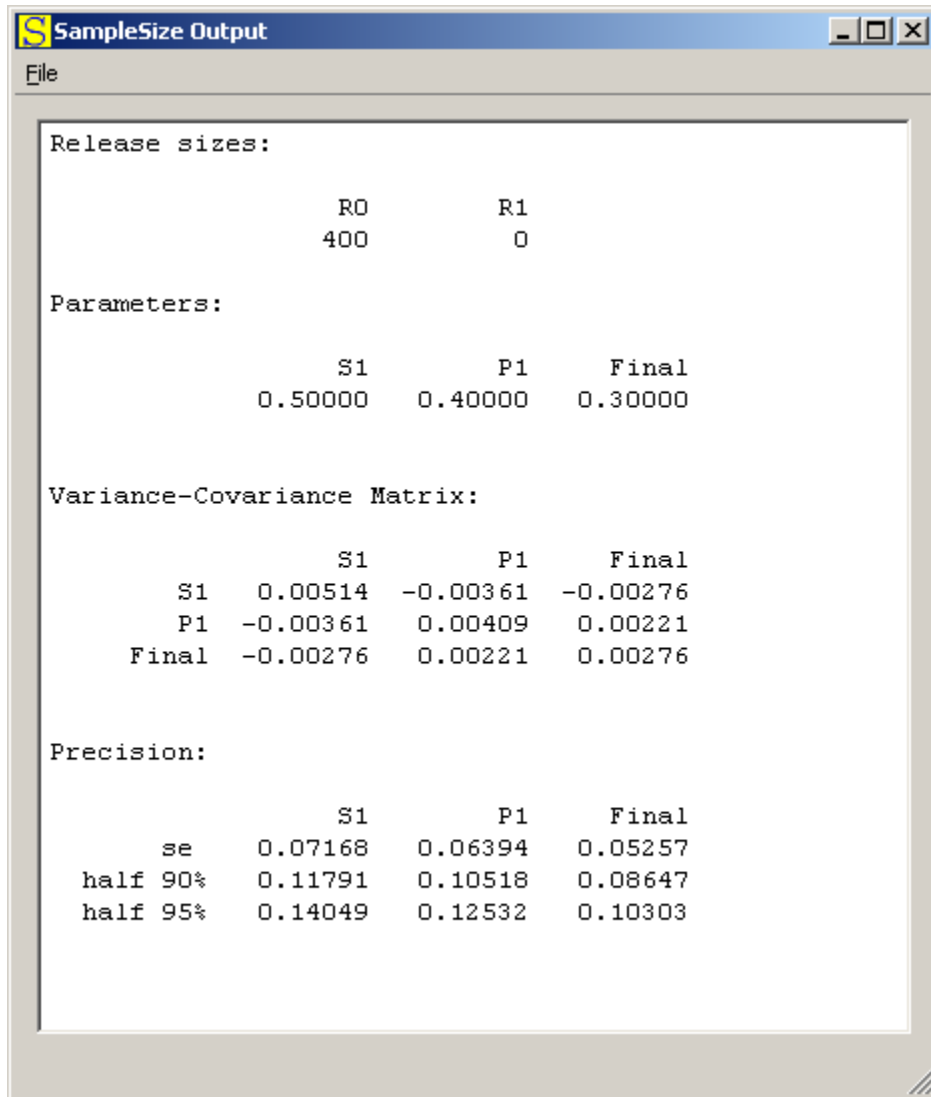 S SampleSize Output
File
Release sizes:
R0 R1
400 0
Parameters:
S1 P1 Final
0.50000 0.40000 0.30000
Variance-Covariance Matrix:
S1 P1 Final
S1 0.00514 -0.00361 -0.00276
P1 -0.00361 0.00409 0.00221
Final -0.00276 0.00221 0.00276
Precision:
S1 P1 Final
se 0.07168 0.06394 0.05257
half 90% 0.11791 0.10518 0.08647
half 95% 0.14049 0.12532 0.10303